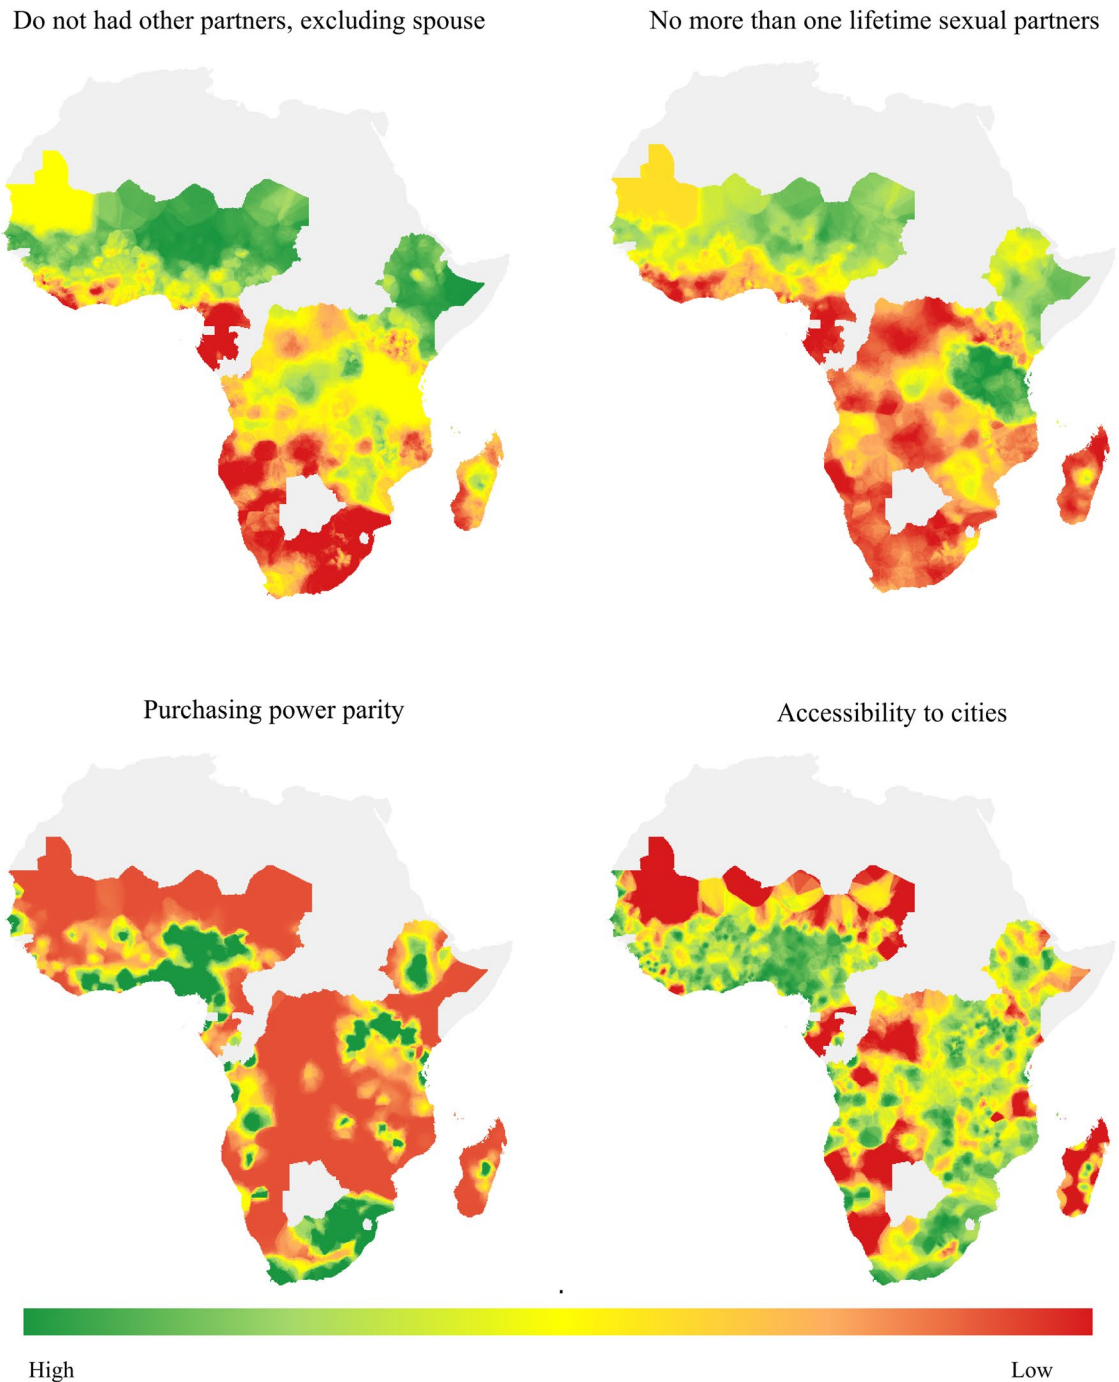 Do not had other partners, excluding spouse
No more than one lifetime sexual partners
Purchasing power parity
Accessibility to cities
.
High
Low